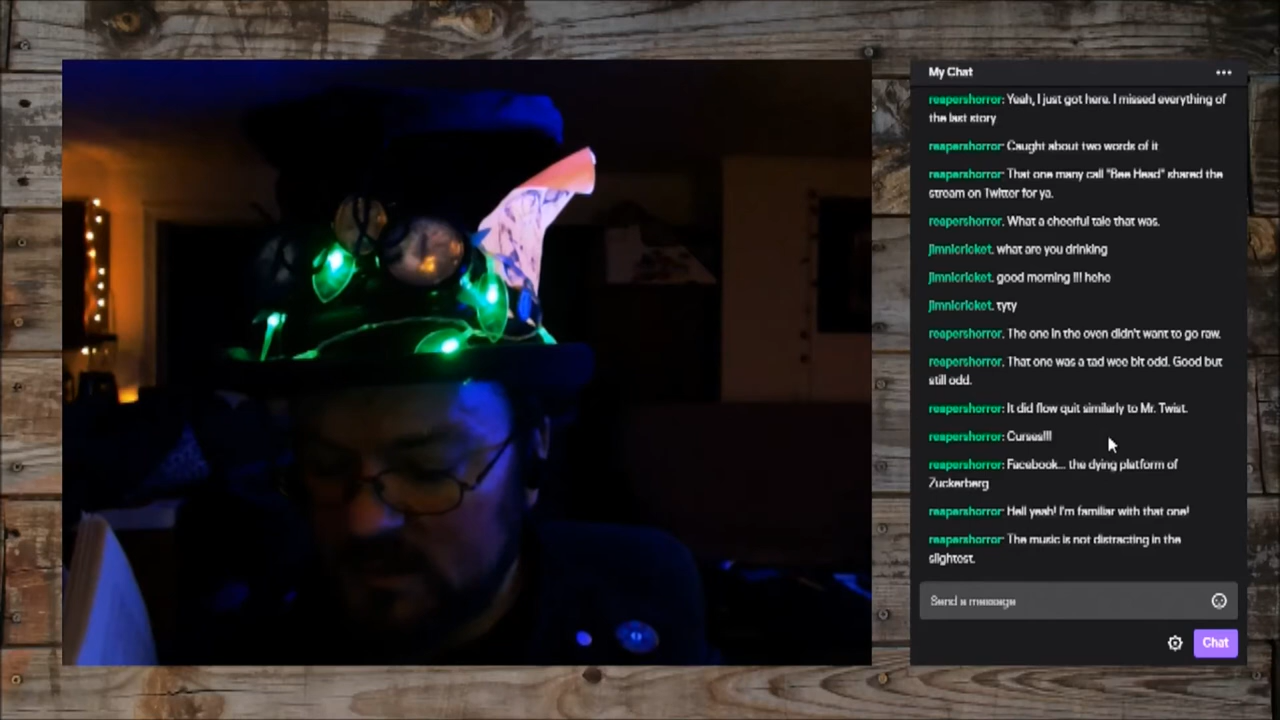 My Chat
reapershorror: Yeah, I just got here. I missed everything of
the last story
reapershorror: Caught about two words of it
reapershorror: That one many call "Bee Head" shared the
stream on Twitter for ya.
reapershorror: What a cheerful tale that was.
jimnicricket: what are you drinking
jimnicricket: good morning !!! hehe
jimnicricket: tyty
reapershorror: The one in the oven didn't want to go raw.
reapershorror: That one was a tad wee bit odd. Good but
still odd.
reapershorror: It did flow quit similarly to Mr. Twist.
reapershorror: Curses!!!
reapershorror: Facebook... the dying platform of
Zuckerberg
reapershorror: Hell yeah! I'm familiar with that one!
reapershorror: The music is not distracting in the
slightest.
Send a message
Chat